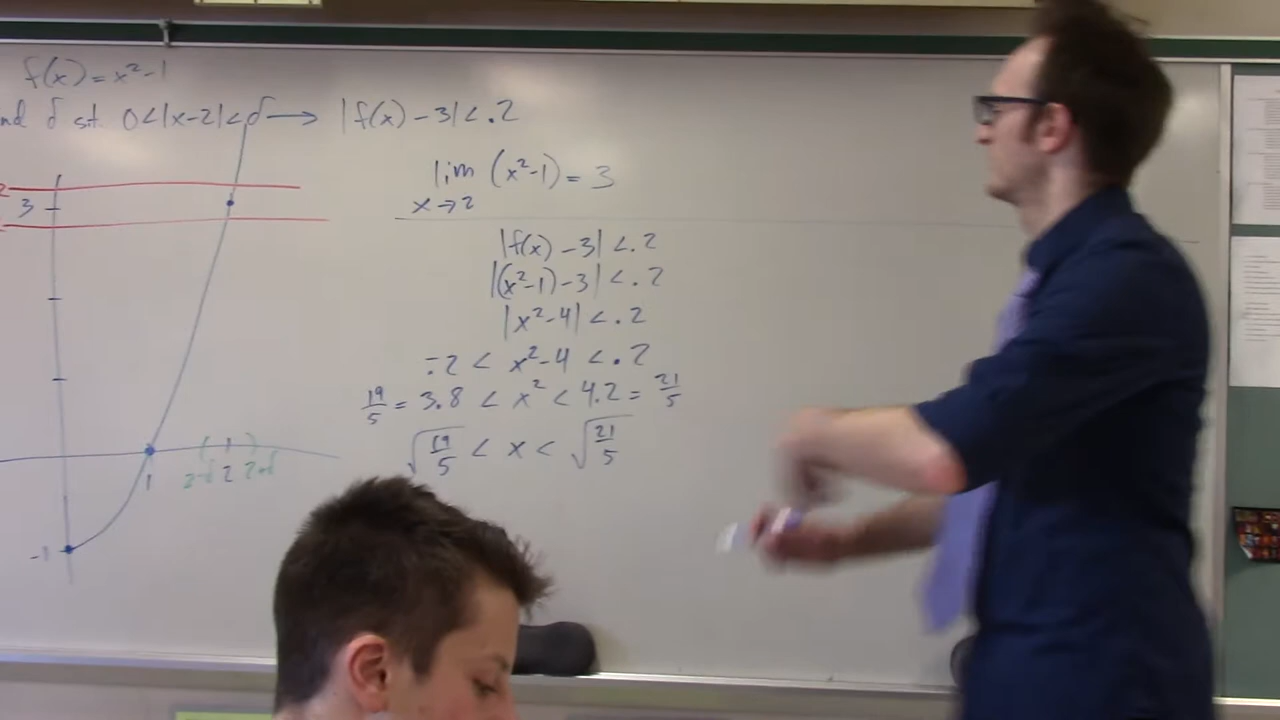 f(x) = x²-1
nd δ st. 0<|x-2|<δ → |f(x)-3|<.2
lim (x²-1) = 3
x→2
|f(x)-3| <.2
|(x²-1)-3| <.2
|x²-4| <.2
-.2 < x²-4 <.2
19/5 = 3.8 < x² < 4.2 = 21/5
√(19/5) < x < √(21/5)
2
3
1
2-δ 2 2+δ
-1